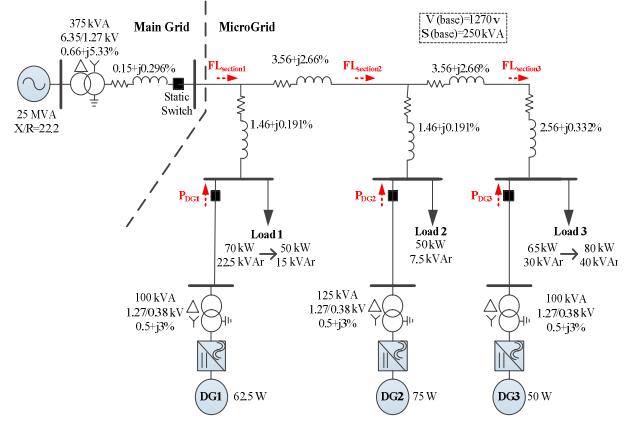 Main Grid
MicroGrid
V (base)=1270 v
S (base)=250 kVA
375 kVA
6.35/1.27 kV
0.66+j5.33%
0.15+j0.296%
FLsection1
3.56+j2.66%
FLsection2
3.56+j2.66%
FLsection3
Static
Switch
25 MVA
X/R=22,2
1.46+j0.191%
1.46+j0.191%
2.56+j0.332%
PDG1
PDG2
PDG3
Load 1
70 kW → 50 kW
22.5 kVAr 15 kVAr
Load 2
50kW
7.5 kVAr
Load 3
65kW → 80 kW
30 kVAr 40 kVAr
100 kVA
1.27/0.38 kV
0.5+j3%
125 kVA
1.27/0.38 kV
0.5+j3%
100 kVA
1.27/0.38 kV
0.5+j3%
DG1 62.5 W
DG2 75 W
DG3 50 W